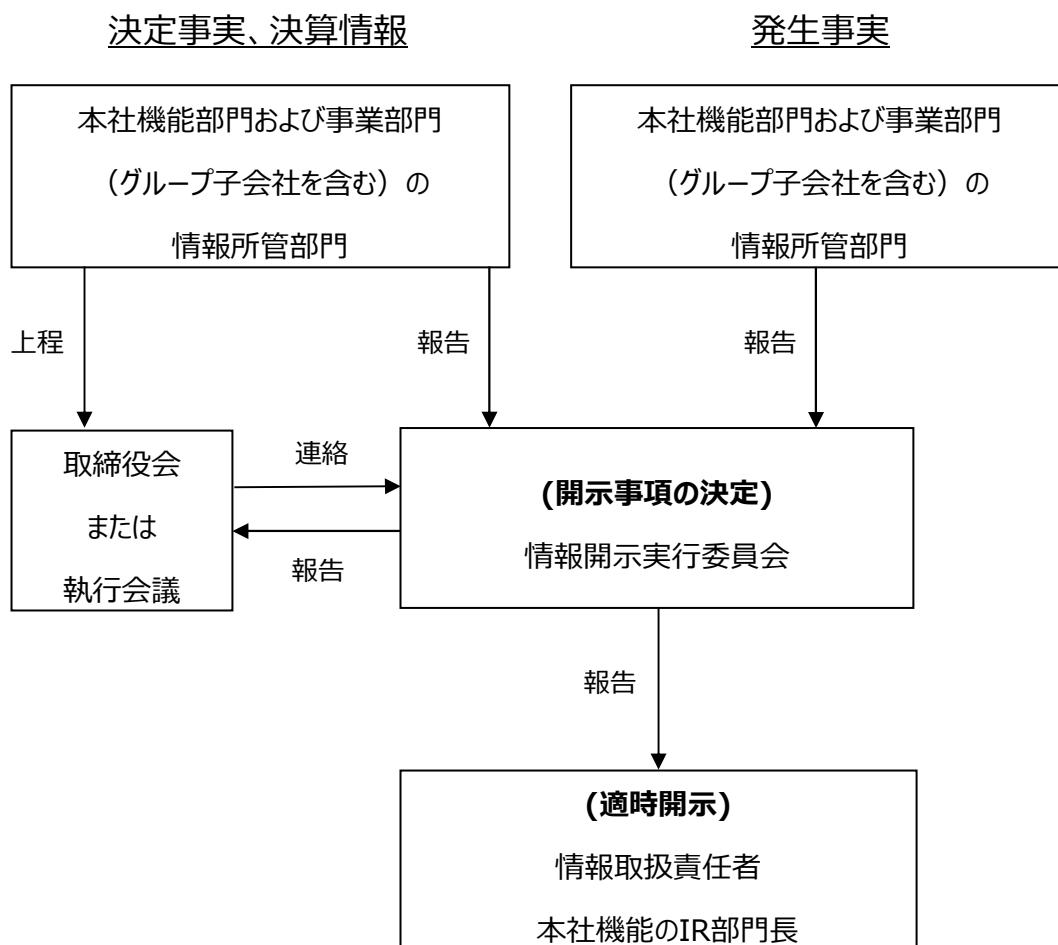 決定事実、決算情報
発生事実
本社機能部門および事業部門
（グループ子会社を含む）の
情報所管部門
本社機能部門および事業部門
（グループ子会社を含む）の
情報所管部門
上程
報告
報告
取締役会
または
執行会議
連絡
報告
(開示事項の決定)
情報開示実行委員会
報告
(適時開示)
情報取扱責任者
本社機能のIR部門長